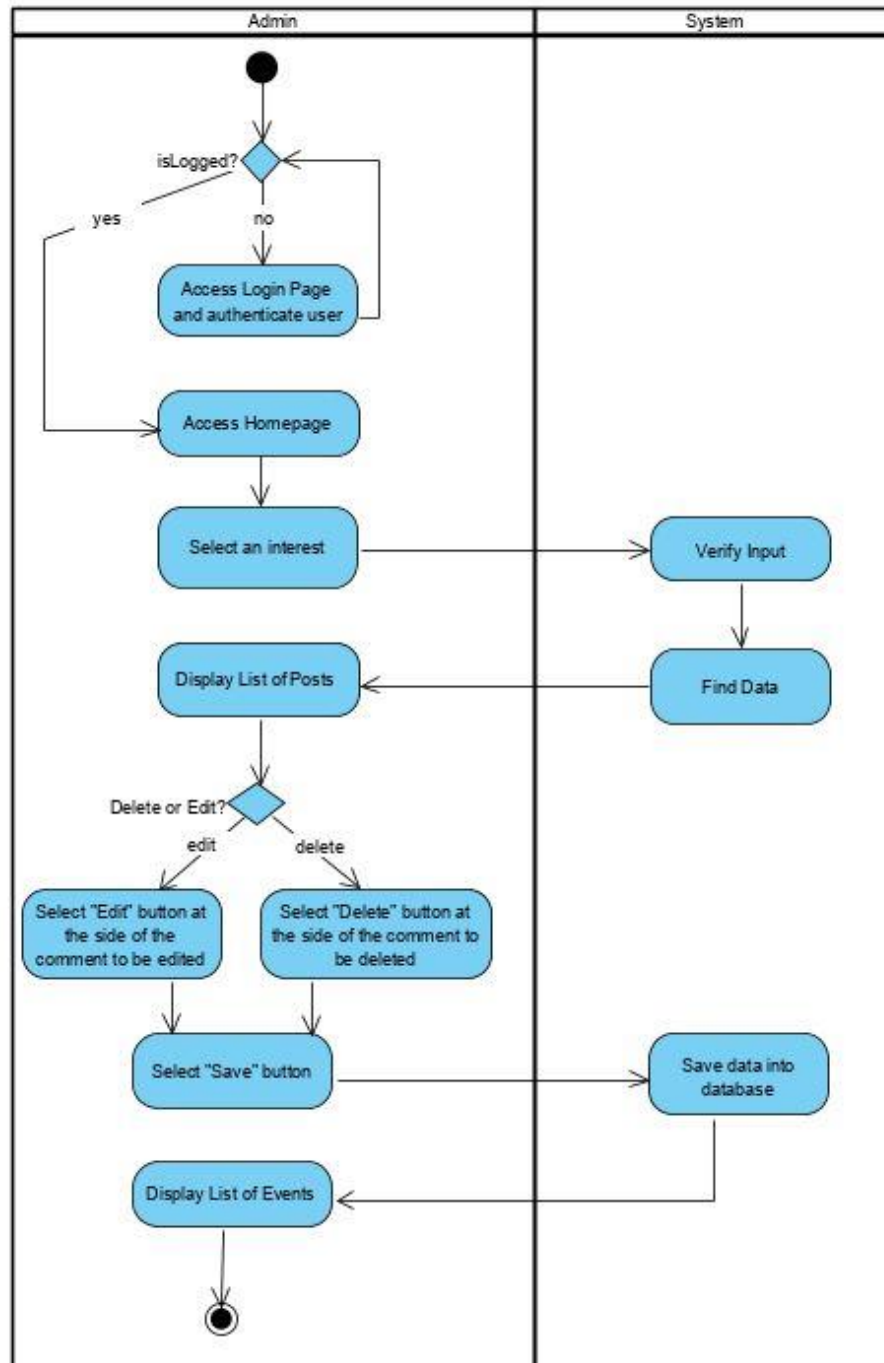 Admin
System
isLogged?
yes
no
Access Login Page
and authenticate user
Access Homepage
Select an interest
Verify Input
Display List of Posts
Find Data
Delete or Edit?
edit
delete
Select "Edit" button at
the side of the
comment to be edited
Select "Delete" button at
the side of the comment to
be deleted
Select "Save" button
Save data into
database
Display List of Events